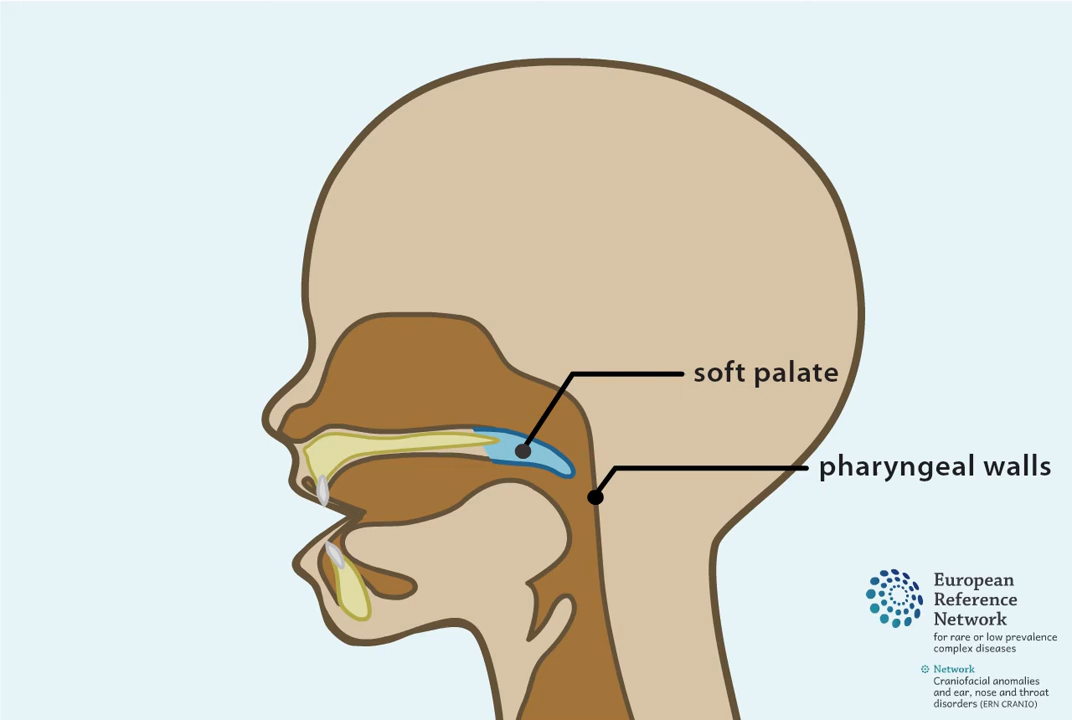 soft palate
pharyngeal walls
European
Reference
Network
for rare or low prevalence
complex diseases
Network
Craniofacial anomalies
and ear, nose and throat
disorders (ERN CRANIO)